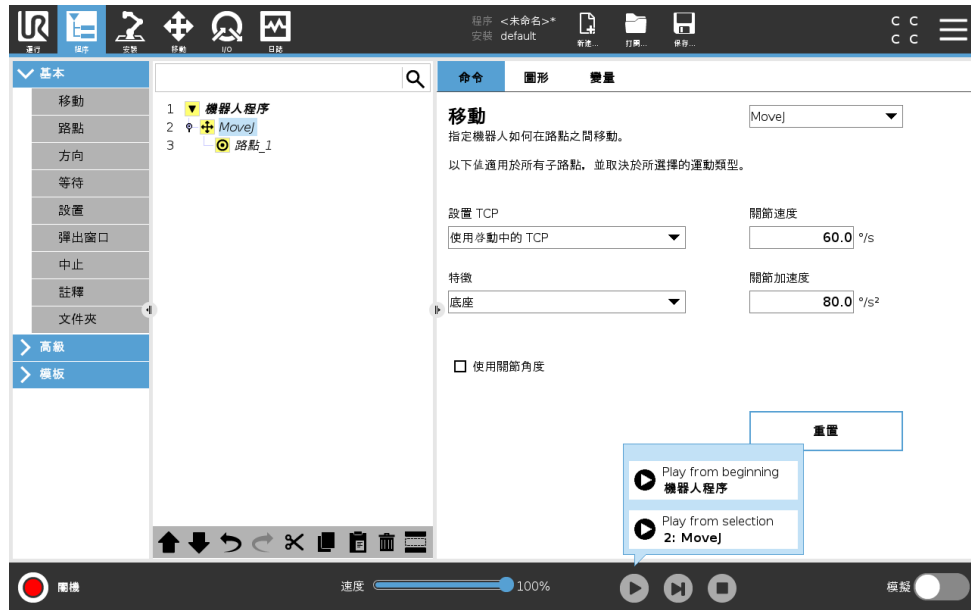 UR
運行
程序
安裝
移動
I/O
日誌
程序 <未命名>*
安裝 default
新建...
打開...
保存...
C C
C C
基本
移動
路點
方向
等待
設置
彈出窗口
中止
註釋
文件夾
高級
模板
1 機器人程序
2 MoveJ
3 路點_1
命令 圖形 變量
移動
MoveJ
指定機器人如何在路點之間移動。
以下值適用於所有子路點，並取決於所選擇的運動類型。
設置 TCP
關節速度
使用啓動中的 TCP
60.0 °/s
特徵
關節加速度
底座
80.0 °/s²
使用關節角度
重置
Play from beginning
機器人程序
Play from selection
2: MoveJ
關機
速度
100%
模擬